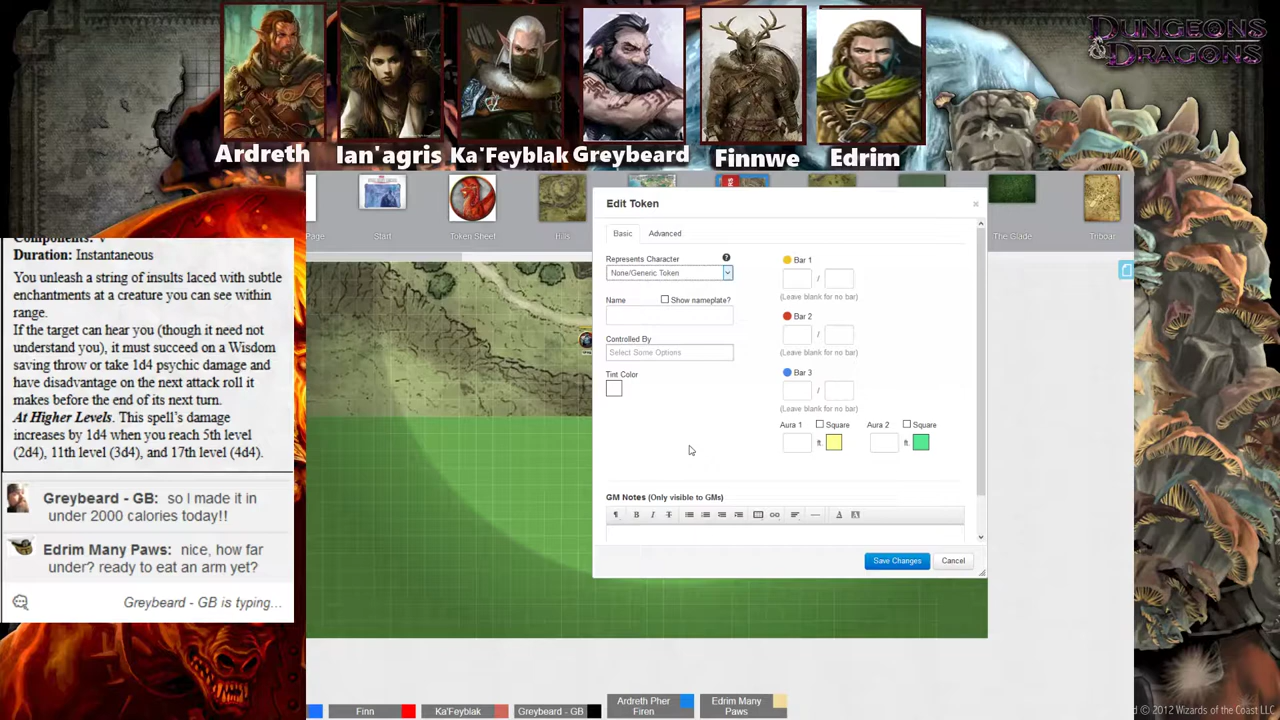 DUNGEONS
& DRAGONS
Ardreth
Ian'agris
Ka'Feyblak
Greybeard
Finnwe
Edrim
Page
Start
Token Sheet
Hills
The Glade
Triboar
Edit Token
×
Basic
Advanced
Represents Character
?
None/Generic Token
Name
Show nameplate?
Controlled By
Select Some Options
Tint Color
Bar 1
/
(Leave blank for no bar)
Bar 2
/
(Leave blank for no bar)
Bar 3
/
(Leave blank for no bar)
Aura 1
Square
Aura 2
Square
ft.
ft.
GM Notes (Only visible to GMs)
Save Changes
Cancel
Components: V
Duration: Instantaneous
You unleash a string of insults laced with subtle
enchantments at a creature you can see within
range.
If the target can hear you (though it need not
understand you), it must succeed on a Wisdom
saving throw or take 1d4 psychic damage and
have disadvantage on the next attack roll it
makes before the end of its next turn.
At Higher Levels. This spell's damage
increases by 1d4 when you reach 5th level
(2d4), 11th level (3d4), and 17th level (4d4).
Greybeard - GB: so I made it in
under 2000 calories today!!
Edrim Many Paws: nice, how far
under? ready to eat an arm yet?
Greybeard - GB is typing...
Finn
Ka'Feyblak
Greybeard - GB
Ardreth Pher
Firen
Edrim Many
Paws
© 2012 Wizards of the Coast LLC